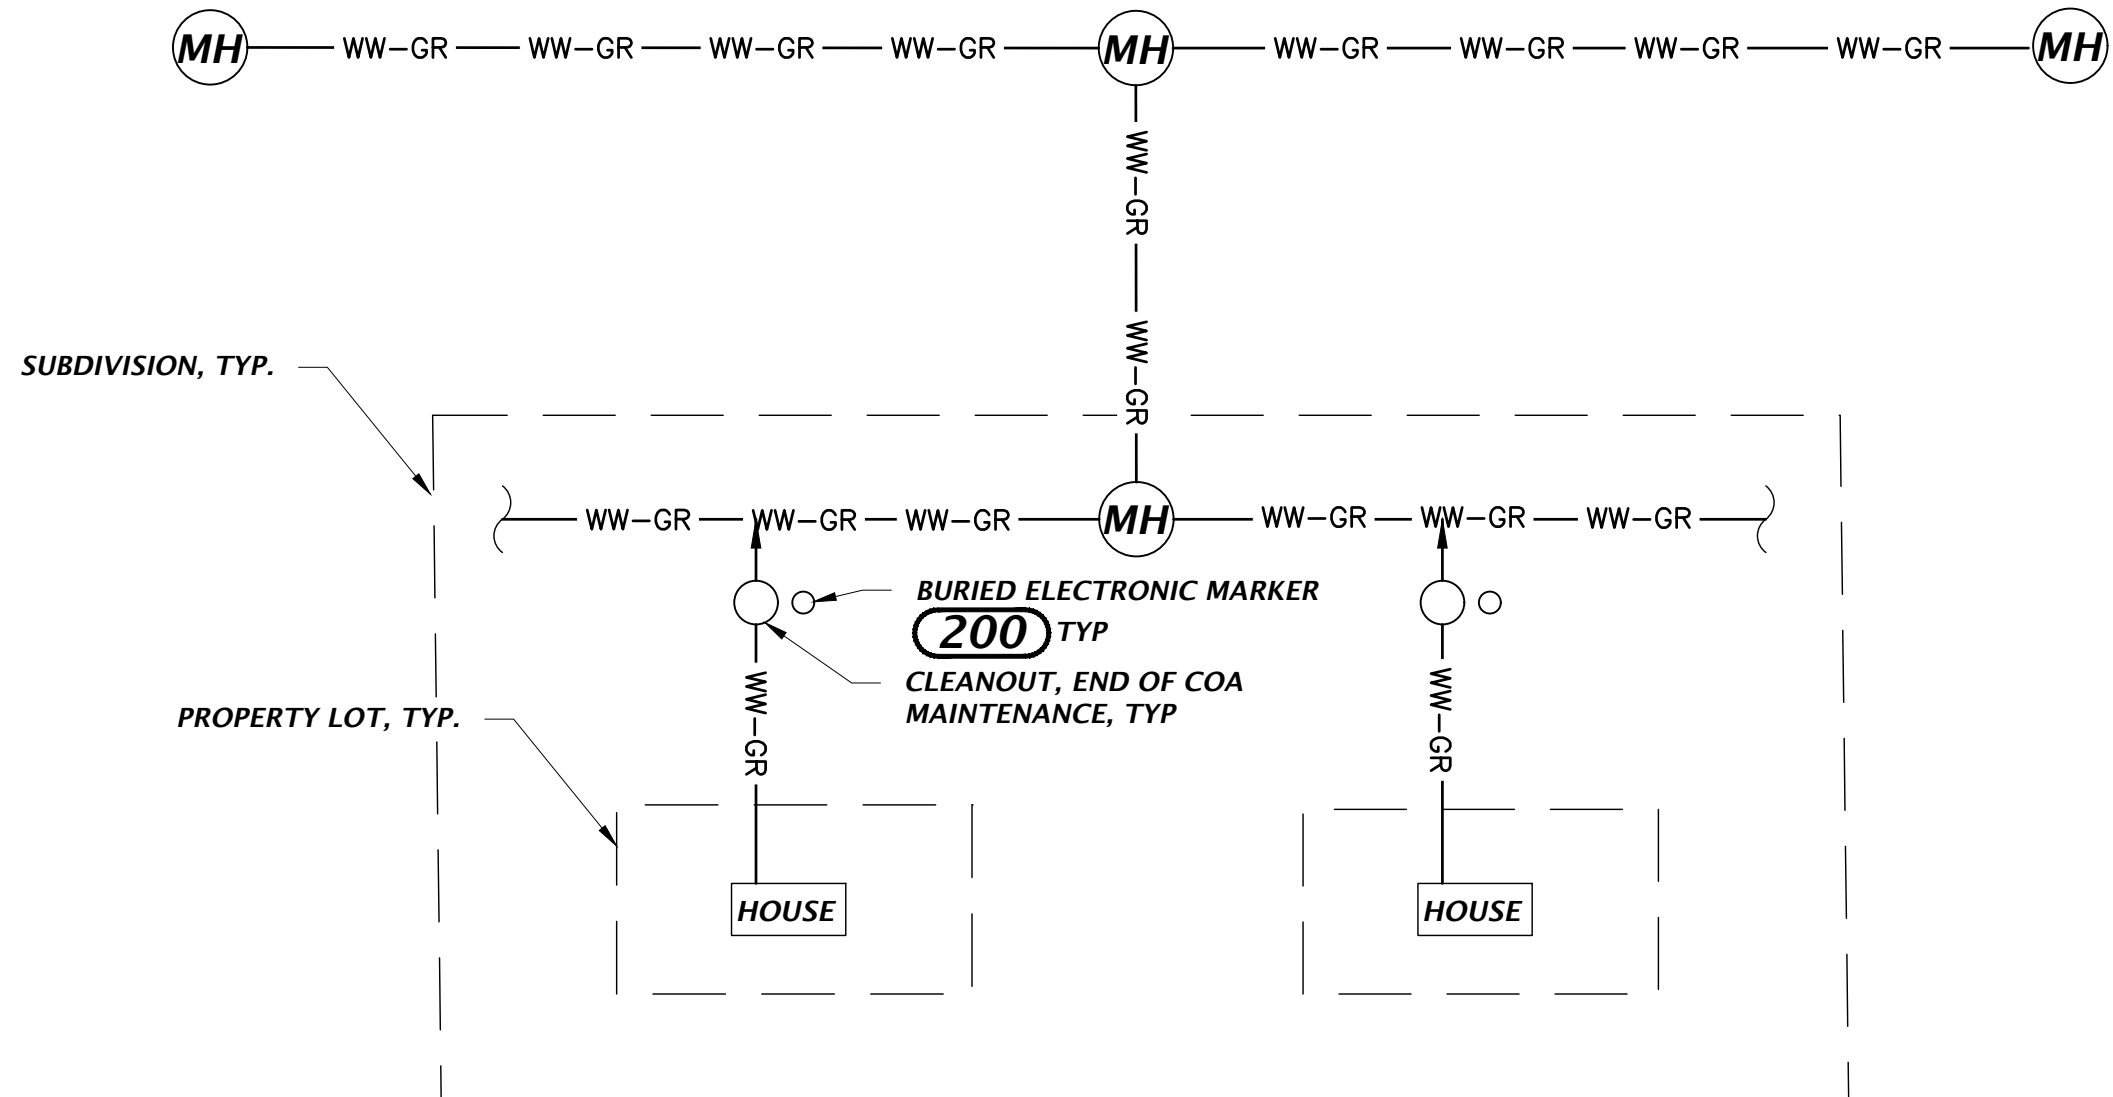 MH WW-GR WW-GR WW-GR WW-GR MH WW-GR WW-GR WW-GR WW-GR MH
WW-GR
WW-GR
SUBDIVISION, TYP.
WW-GR WW-GR WW-GR MH WW-GR WW-GR WW-GR
BURIED ELECTRONIC MARKER
200 TYP
CLEANOUT, END OF COA
MAINTENANCE, TYP
WW-GR
WW-GR
PROPERTY LOT, TYP.
HOUSE
HOUSE